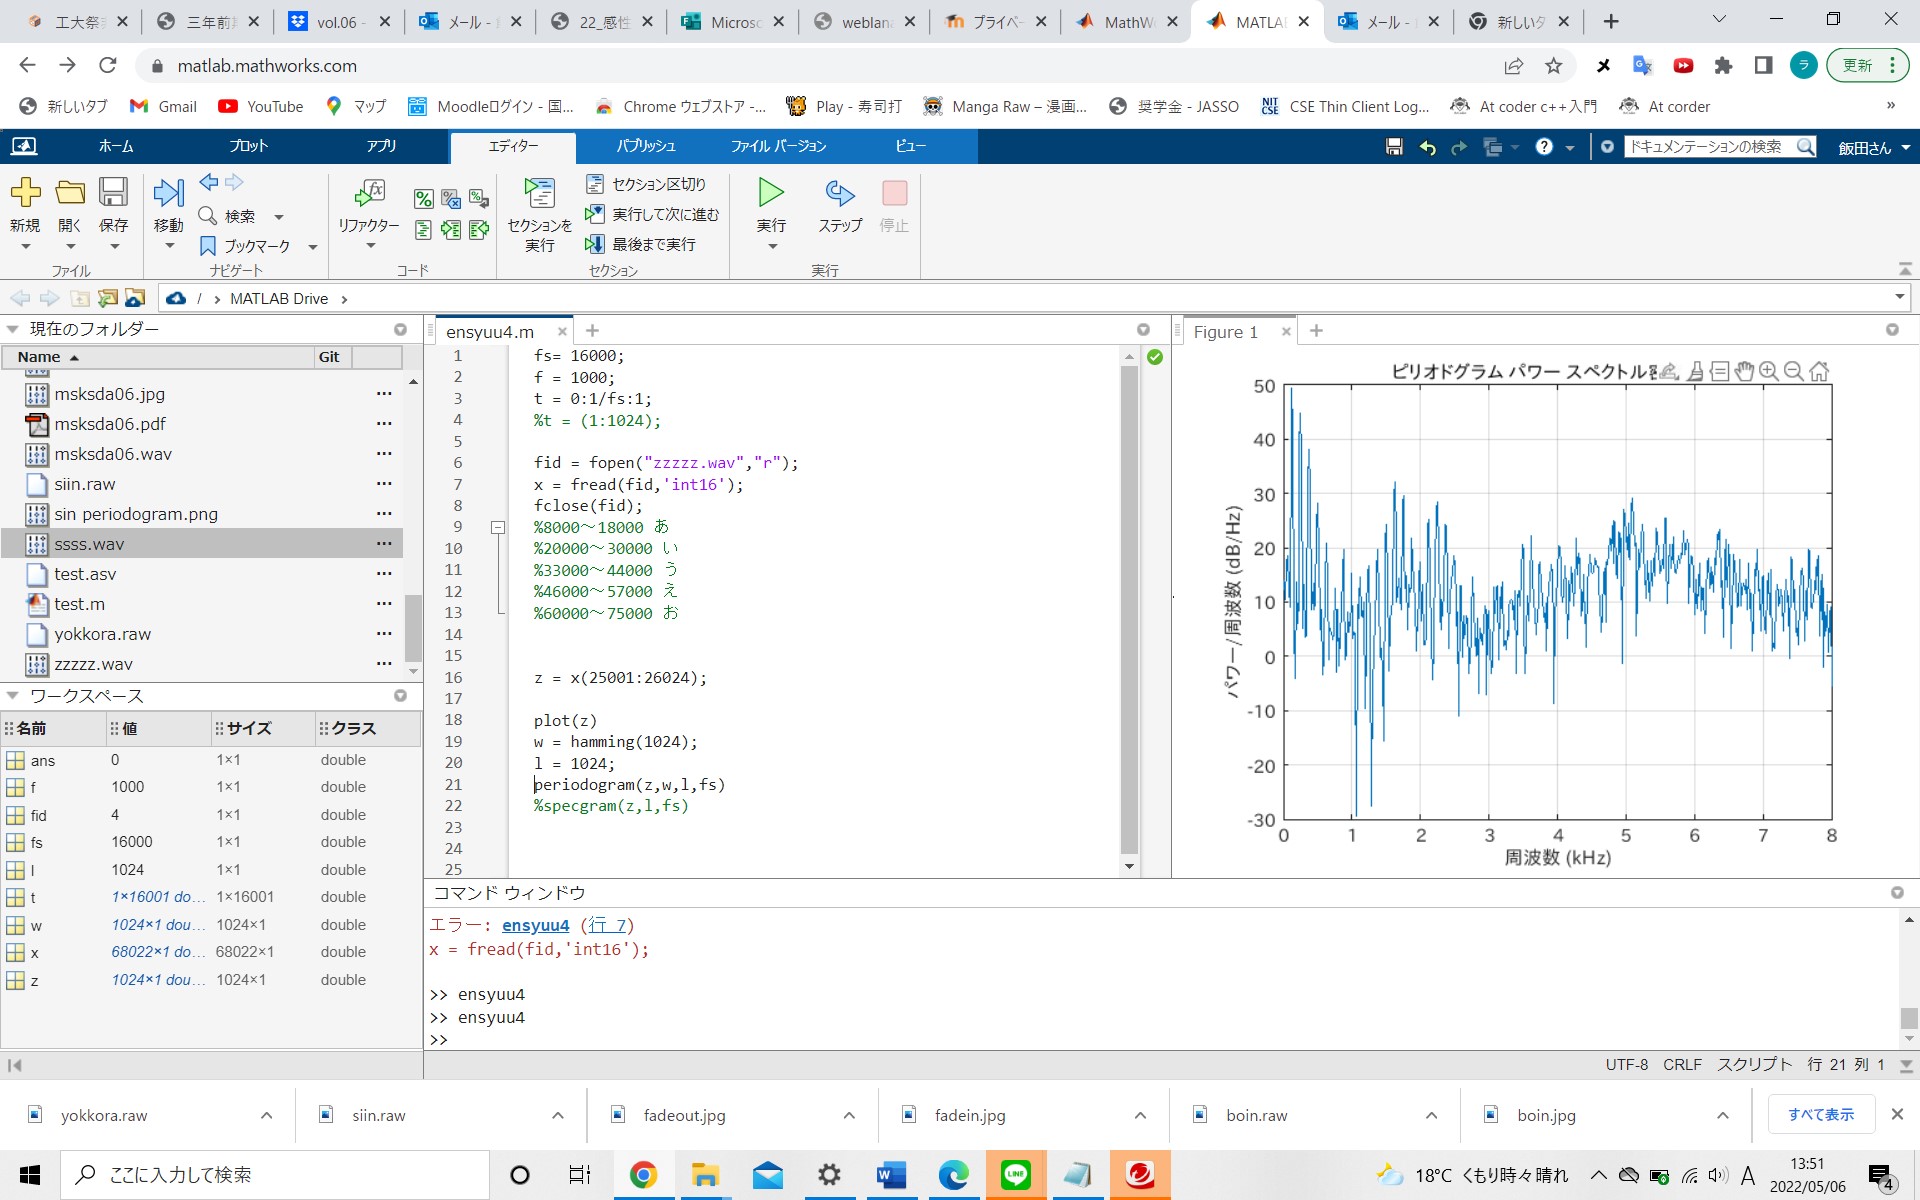 工大祭
三年前期
vol.06 -
メール -
22_感性
Microso
weblana
プライベー
MathWo
MATLAB
メール -
新しいタ
matlab.mathworks.com
更新
新しいタブ
Gmail
YouTube
マップ
Moodleログイン - 国...
Chrome ウェブストア -...
Play - 寿司打
Manga Raw – 漫画...
奨学金 - JASSO
NIT CSE
CSE Thin Client Log...
At coder c++入門
At corder
»
ホーム
プロット
アプリ
エディター
パブリッシュ
ファイル バージョン
ビュー
ドキュメンテーションの検索
飯田さん
新規
開く
保存
ファイル
移動
検索
ブックマーク
ナビゲート
リファクター
コード
セクションを
実行
セクション区切り
実行して次に進む
最後まで実行
セクション
実行
ステップ
停止
実行
/ › MATLAB Drive ›
現在のフォルダー
Name
Git
msksda06.jpg
msksda06.pdf
msksda06.wav
siin.raw
sin periodogram.png
ssss.wav
test.asv
test.m
yokkora.raw
zzzzz.wav
ワークスペース
名前 値 サイズ クラス
ans 0 1×1 double
f 1000 1×1 double
fid 4 1×1 double
fs 16000 1×1 double
l 1024 1×1 double
t 1×16001 do... 1×16001 double
w 1024×1 dou... 1024×1 double
x 68022×1 do... 68022×1 double
z 1024×1 dou... 1024×1 double
ensyuu4.m
1 fs= 16000;
2 f = 1000;
3 t = 0:1/fs:1;
4 %t = (1:1024);
5
6 fid = fopen("zzzzz.wav","r");
7 x = fread(fid,'int16');
8 fclose(fid);
9 %8000～18000 あ
10 %20000～30000 い
11 %33000～44000 う
12 %46000～57000 え
13 %60000～75000 お
14
15
16 z = x(25001:26024);
17
18 plot(z)
19 w = hamming(1024);
20 l = 1024;
21 periodogram(z,w,l,fs)
22 %specgram(z,l,fs)
23
24
25
Figure 1
ピリオドグラム パワー スペクトル
パワー/周波数 (dB/Hz)
50
40
30
20
10
0
-10
-20
-30
0 1 2 3 4 5 6 7 8
周波数 (kHz)
コマンド ウィンドウ
エラー: ensyuu4 (行 7)
x = fread(fid,'int16');
>> ensyuu4
>> ensyuu4
>>
UTF-8 CRLF スクリプト 行 21 列 1
yokkora.raw
siin.raw
fadeout.jpg
fadein.jpg
boin.raw
boin.jpg
すべて表示
ここに入力して検索
18°C くもり時々晴れ
A
13:51
2022/05/06
4